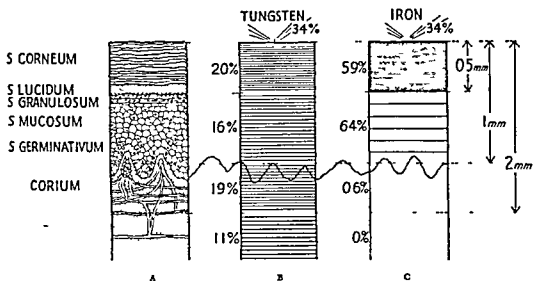 TUNGSTEN
34%
IRON
34%
S CORNEUM
20%
59%
05mm
S LUCIDUM
S GRANULOSUM
S MUCOSUM
16%
64%
1mm
S GERMINATIVUM
2mm
CORIUM
19%
06%
11%
0%
A
B
C